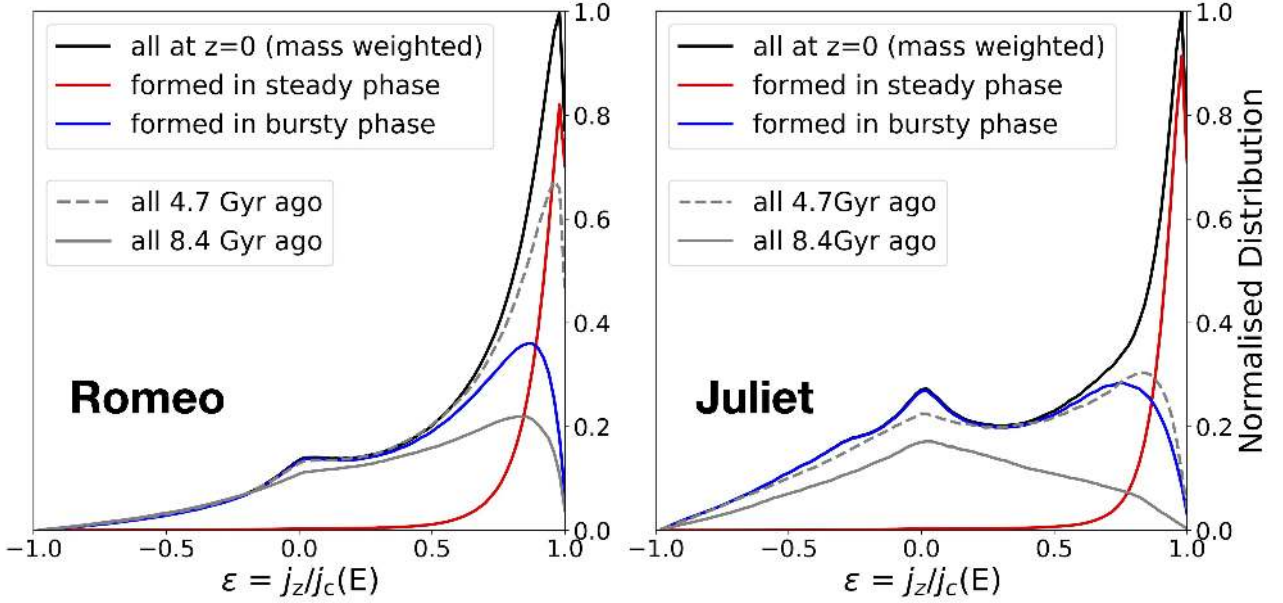 all at z=0 (mass weighted)
formed in steady phase
formed in bursty phase
all 4.7 Gyr ago
all 8.4 Gyr ago
Romeo
1.0
0.8
0.6
0.4
0.2
0.0
−1.0 −0.5 0.0 0.5 1.0
ε = j_z/j_c(E)
all at z=0 (mass weighted)
formed in steady phase
formed in bursty phase
all 4.7Gyr ago
all 8.4Gyr ago
Juliet
1.0
0.8
0.6
0.4
0.2
0.0
Normalised Distribution
−1.0 −0.5 0.0 0.5 1.0
ε = j_z/j_c(E)